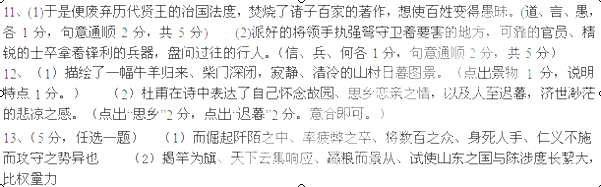 11、(1)于是便废弃历代贤王的治国法度，焚烧了诸子百家的著作，想使百姓变得愚昧。(道、言、愚，
各 1 分，句意通顺 2 分，共 5 分)    (2)派好的将领手执强弩守卫着要害的地方，可靠的官员、精
锐的士卒拿着锋利的兵器，盘问过往的行人。（信、兵、何各 1 分，句意通顺 2 分，共 5 分）
12、（1）描绘了一幅牛羊归来、柴门深闭，寂静、清冷的山村日暮图景。（点出景物 1 分，说明
特点 1 分。）    （2）杜甫在诗中表达了自己怀念故园、思乡恋亲之情，以及人至迟暮，济世渺茫
的悲凉之感。（点出“思乡”2 分，点出“迟暮”2 分。意合即可。）
13、（5 分，任选一题）    （1）而倔起阡陌之中、率疲弊之卒、将数百之众、身死人手、仁义不施
而攻守之势异也    （2）揭竿为旗、天下云集响应、羸粮而景从、试使山东之国与陈涉度长絜大，
比权量力